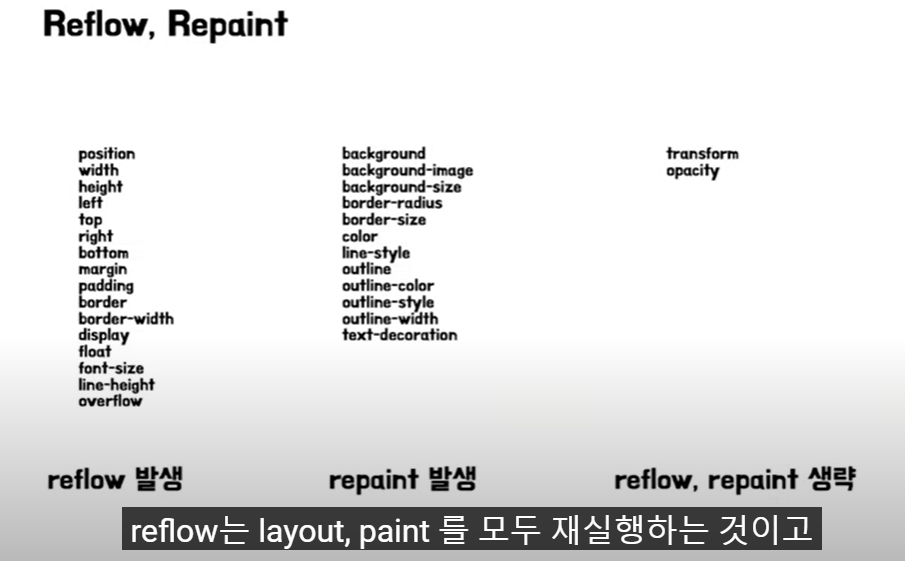 Reflow, Repaint
position
width
height
left
top
right
bottom
margin
padding
border
border-width
display
float
font-size
line-height
overflow
reflow 발생
background
background-image
background-size
border-radius
border-size
color
line-style
outline
outline-color
outline-style
outline-width
text-decoration
repaint 발생
transform
opacity
reflow, repaint 생략
reflow는 layout, paint 를 모두 재실행하는 것이고